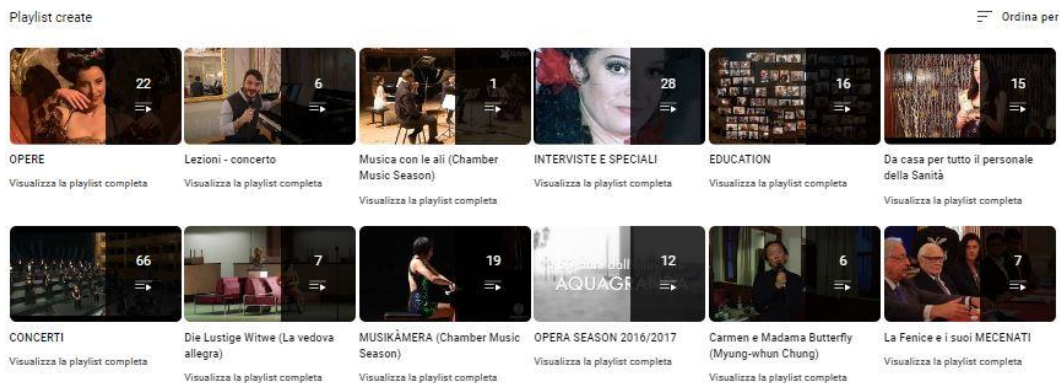 Playlist create
Ordina per
22
6
1
28
16
15
OPERE
Lezioni - concerto
Musica con le ali (Chamber
Music Season)
INTERVISTE E SPECIALI
EDUCATION
Da casa per tutto il personale
della Sanità
Visualizza la playlist completa
Visualizza la playlist completa
Visualizza la playlist completa
Visualizza la playlist completa
Visualizza la playlist completa
Visualizza la playlist completa
66
7
19
12
6
7
AQUAGRANDA
CONCERTI
Die Lustige Witwe (La vedova
allegra)
MUSIKÀMERA (Chamber Music
Season)
OPERA SEASON 2016/2017
Carmen e Madama Butterfly
(Myung-whun Chung)
La Fenice e i suoi MECENATI
Visualizza la playlist completa
Visualizza la playlist completa
Visualizza la playlist completa
Visualizza la playlist completa
Visualizza la playlist completa
Visualizza la playlist completa